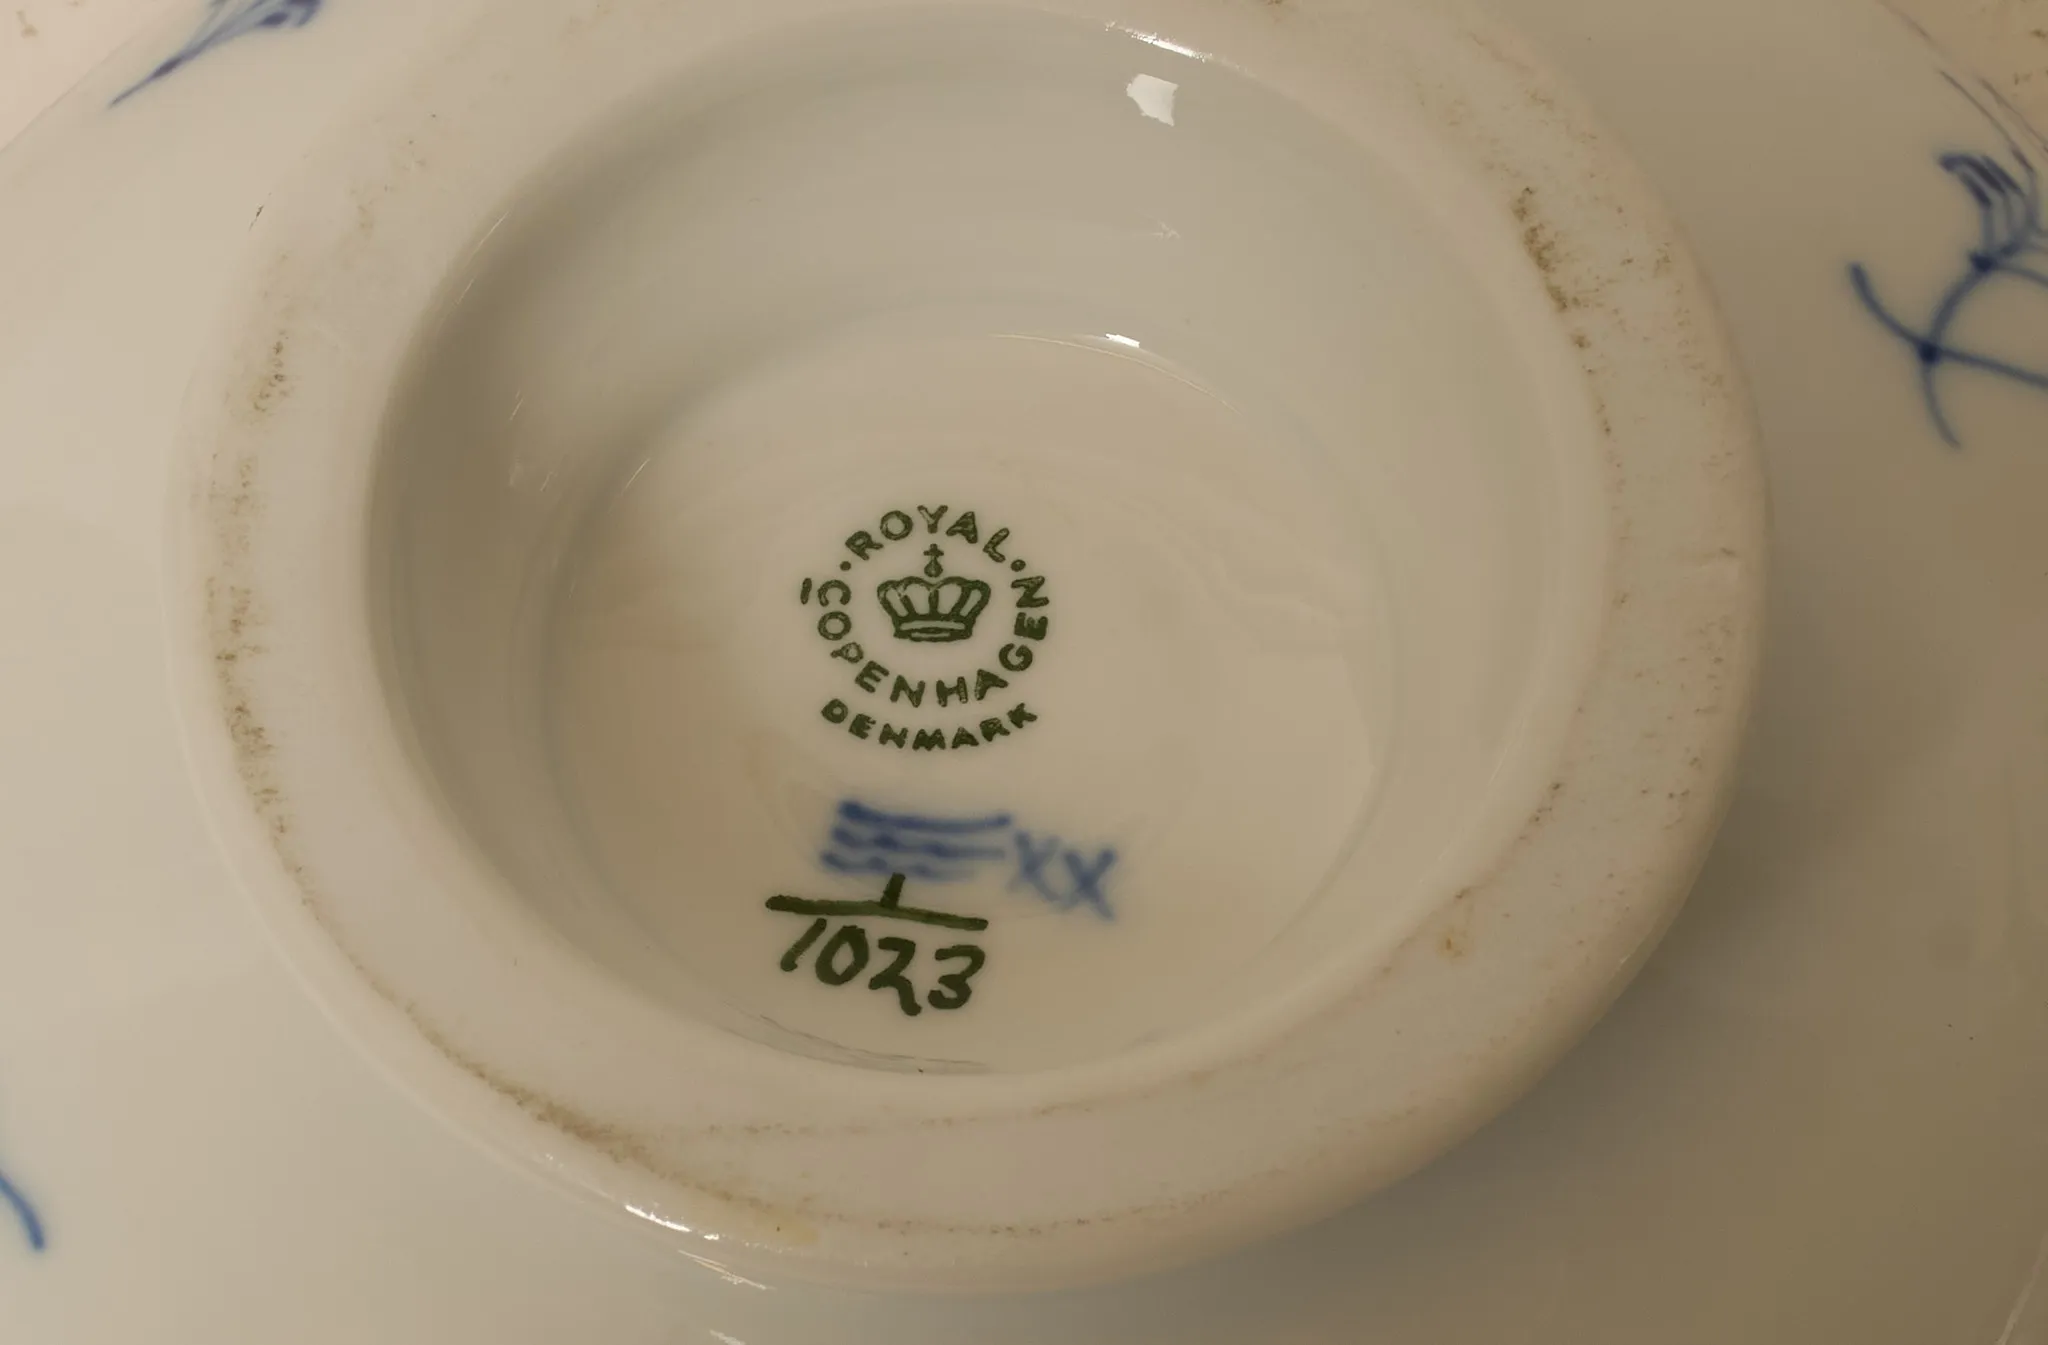 ROYAL
COPENHAGEN
DENMARK
XX
1
1023